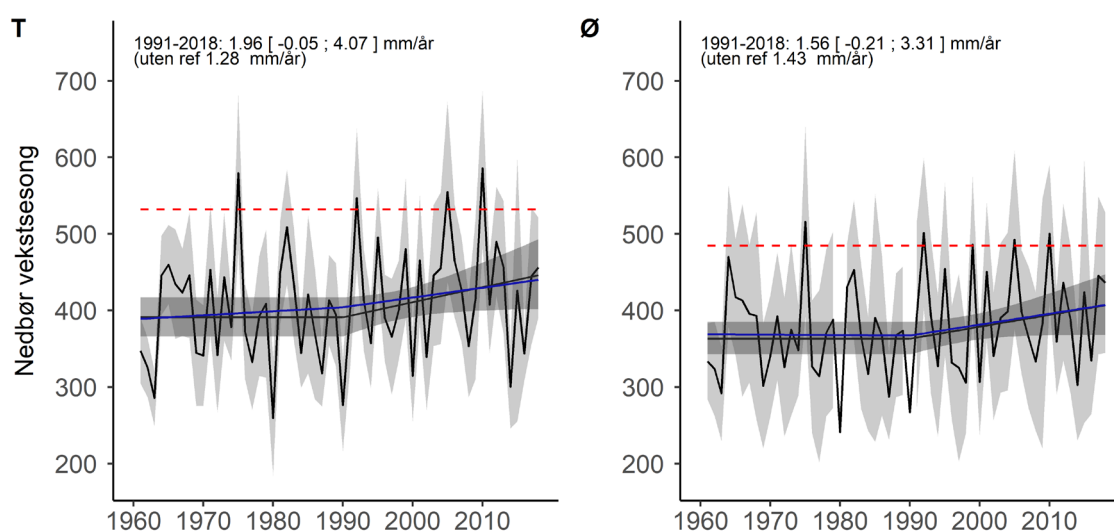 T
1991-2018: 1.96 [ -0.05 ; 4.07 ] mm/år
(uten ref 1.28  mm/år)
Nedbør vekstsesong
700
600
500
400
300
200
1960 1970 1980 1990 2000 2010
Ø
1991-2018: 1.56 [ -0.21 ; 3.31 ] mm/år
(uten ref 1.43  mm/år)
700
600
500
400
300
200
1960 1970 1980 1990 2000 2010